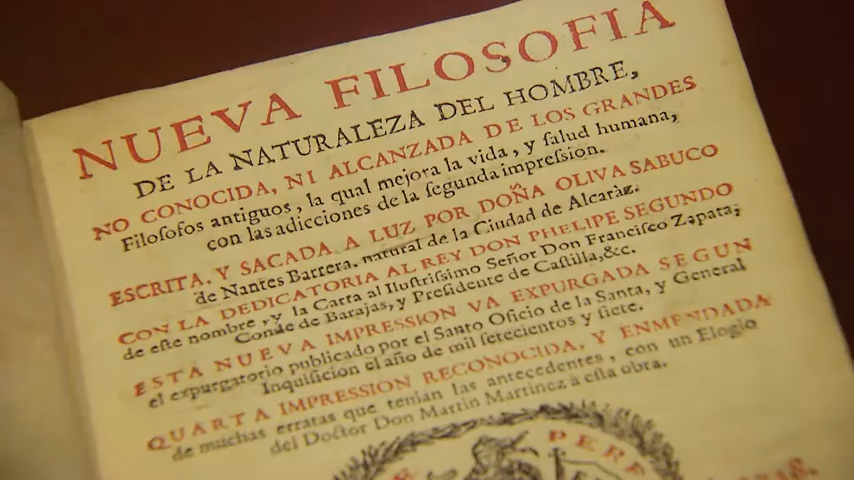 NUEVA FILOSOFIA
DE LA NATURALEZA DEL HOMBRE,
NO CONOCIDA, NI ALCANZADA DE LOS GRANDES
Filoſofos antiguos, la qual mejora la vida, y ſalud humana,
con las adicciones de la ſegunda impreſsion.
ESCRITA, Y SACADA A LUZ POR DOÑA OLIVA SABUCO
de Nantes Barrera, natural de la Ciudad de Alcaràz.
CON LA DEDICATORIA AL REY DON PHELIPE SEGUNDO
de eſte nombre, y la Carta al Iluſtriſsimo Señor Don Franciſco Zapata,
Conde de Barajas, y Preſidente de Caſtilla, &c.
ESTA NUEVA IMPRESSION VA EXPURGADA SEGUN
el expurgatorio publicado por el Santo Oficio de la Santa, y General
Inquiſicion el año de mil ſetecientos y ſiete.
QUARTA IMPRESSION RECONOCIDA, Y ENMENDADA
de muchas erratas que tenian las antecedentes, con un Elogio
del Doctor Don Martin Martinez à eſta obra.